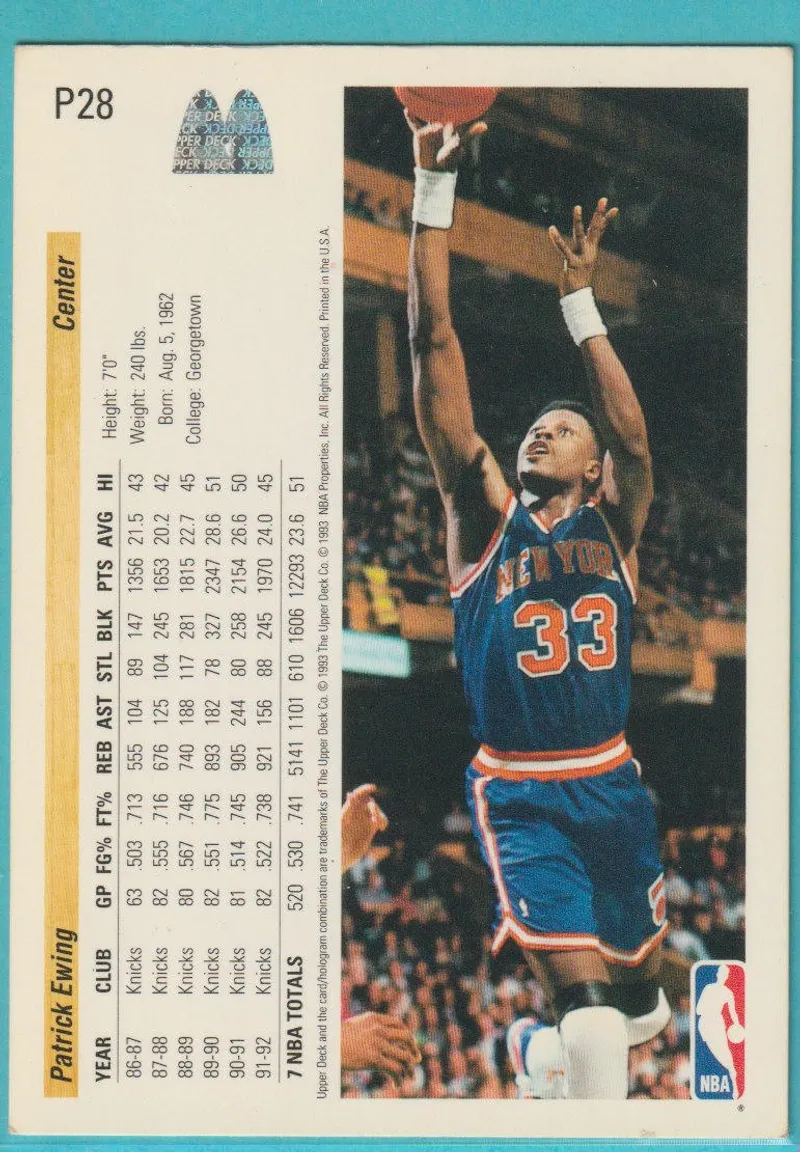 P28
UPPER DECK
Patrick Ewing Center
Height: 7'0"
Weight: 240 lbs.
Born: Aug. 5, 1962
College: Georgetown
YEAR CLUB GP FG% FT% REB AST STL BLK PTS AVG HI
86-87 Knicks 63 .503 .713 555 104 89 147 1356 21.5 43
87-88 Knicks 82 .555 .716 676 125 104 245 1653 20.2 42
88-89 Knicks 80 .567 .746 740 188 117 281 1815 22.7 45
89-90 Knicks 82 .551 .775 893 182 78 327 2347 28.6 51
90-91 Knicks 81 .514 .745 905 244 80 258 2154 26.6 50
91-92 Knicks 82 .522 .738 921 156 88 245 1970 24.0 45
7 NBA TOTALS 520 .530 .741 5141 1101 610 1606 12293 23.6 51
Upper Deck and the card/hologram combination are trademarks of The Upper Deck Co. © 1993 The Upper Deck Co. © 1993 NBA Properties, Inc. All Rights Reserved. Printed in the U.S.A.
NEW YORK
33
NBA
®